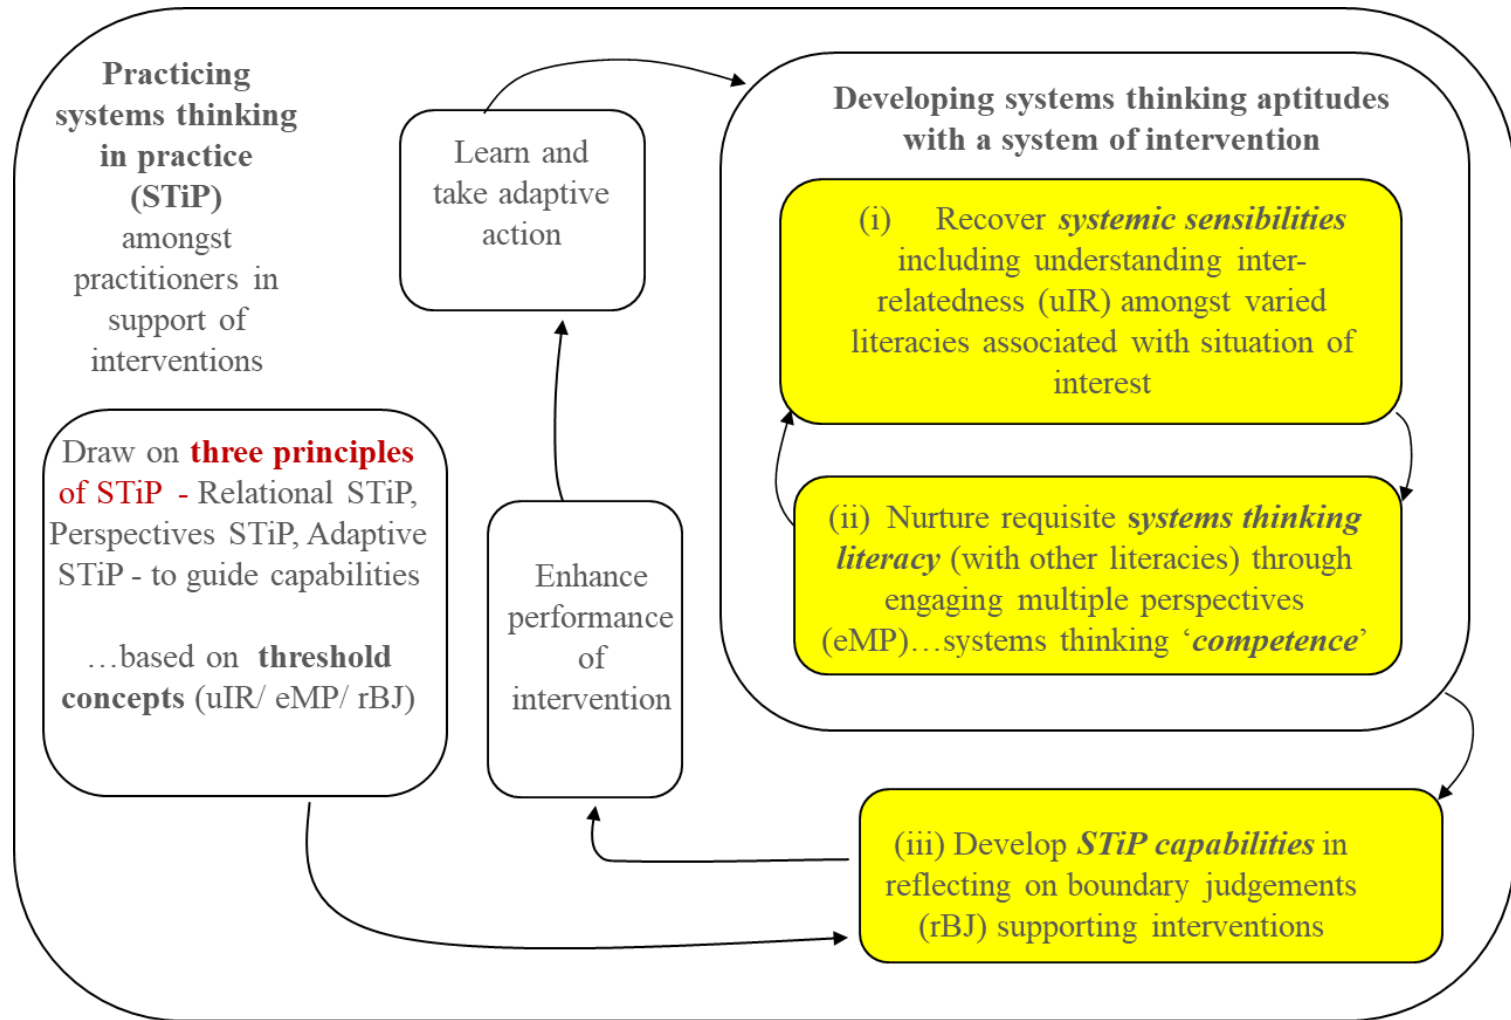 Practicing
systems thinking
in practice
(STiP)
amongst
practitioners in
support of
interventions
Draw on three principles
of STiP - Relational STiP,
Perspectives STiP, Adaptive
STiP - to guide capabilities
…based on threshold
concepts (uIR/ eMP/ rBJ)
Learn and
take adaptive
action
Enhance
performance
of
intervention
Developing systems thinking aptitudes
with a system of intervention
(i) Recover systemic sensibilities
including understanding inter-
relatedness (uIR) amongst varied
literacies associated with situation of
interest
(ii) Nurture requisite systems thinking
literacy (with other literacies) through
engaging multiple perspectives
(eMP)…systems thinking ‘competence’
(iii) Develop STiP capabilities in
reflecting on boundary judgements
(rBJ) supporting interventions